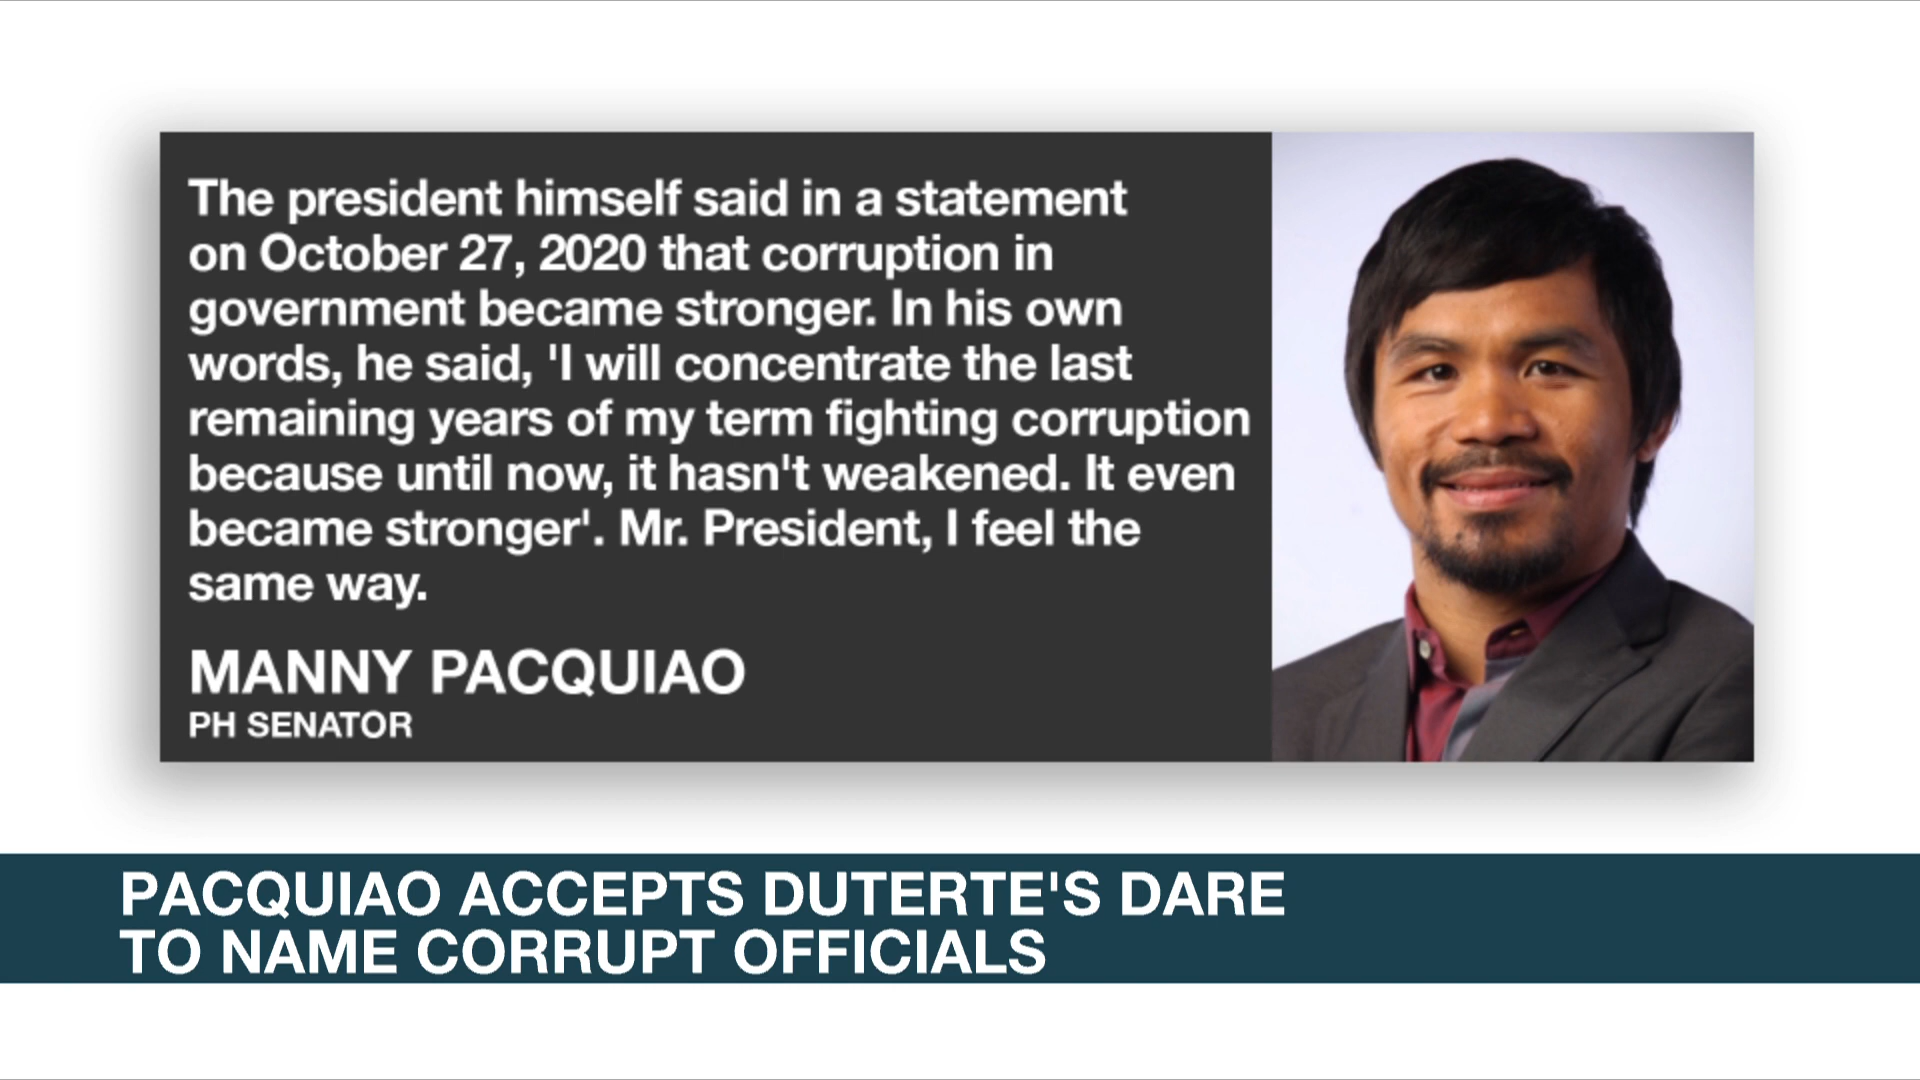 The president himself said in a statement
on October 27, 2020 that corruption in
government became stronger. In his own
words, he said, 'I will concentrate the last
remaining years of my term fighting corruption
because until now, it hasn't weakened. It even
became stronger'. Mr. President, I feel the
same way.
MANNY PACQUIAO
PH SENATOR
PACQUIAO ACCEPTS DUTERTE'S DARE
TO NAME CORRUPT OFFICIALS